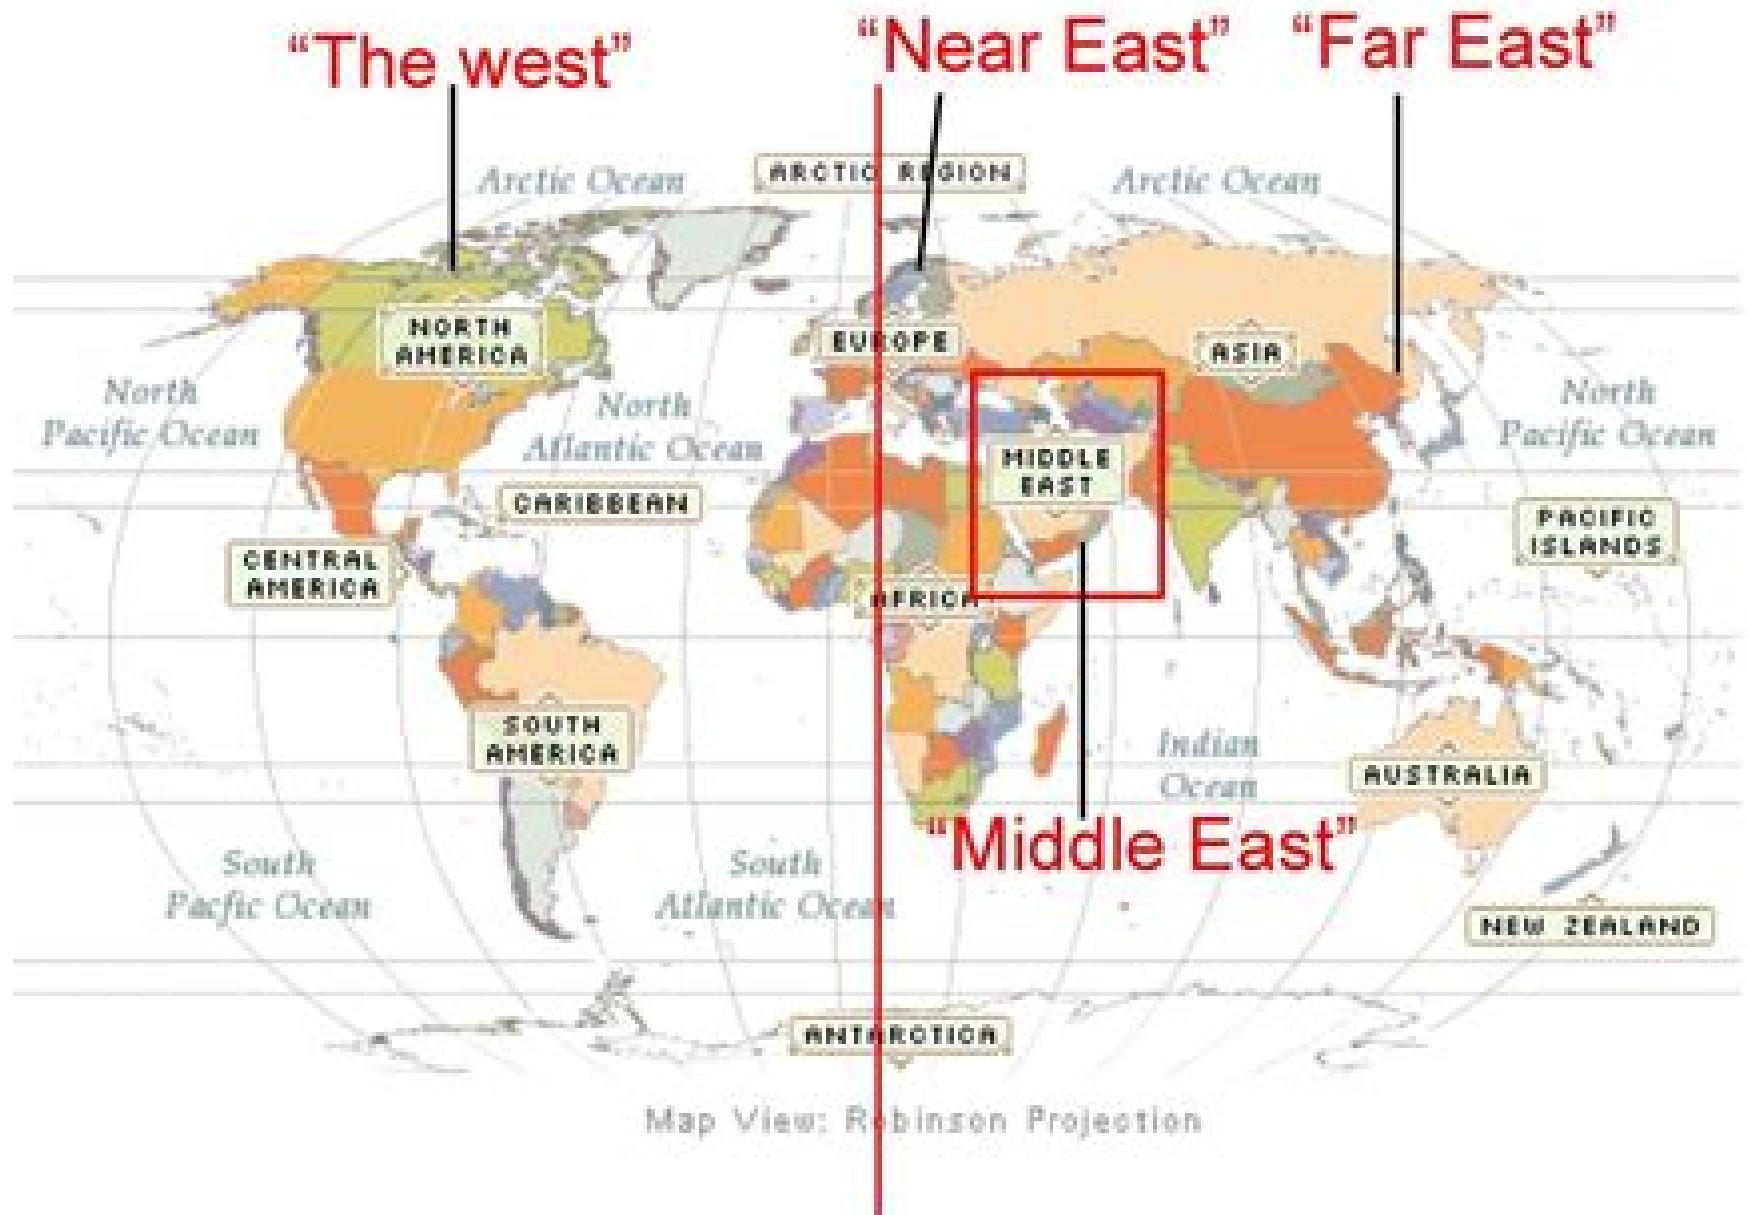 “The west”
“Near East”
“Far East”
ARCTIC REGION
Arctic Ocean
Arctic Ocean
NORTH
AMERICA
EUROPE
ASIA
North
Pacific Ocean
North
Atlantic Ocean
North
Pacific Ocean
MIDDLE
EAST
CARIBBEAN
PACIFIC
ISLANDS
CENTRAL
AMERICA
AFRICA
SOUTH
AMERICA
Indian
Ocean
AUSTRALIA
“Middle East”
South
Pacfic Ocean
South
Atlantic Ocean
NEW ZEALAND
ANTARCTICA
Map View: Robinson Projection